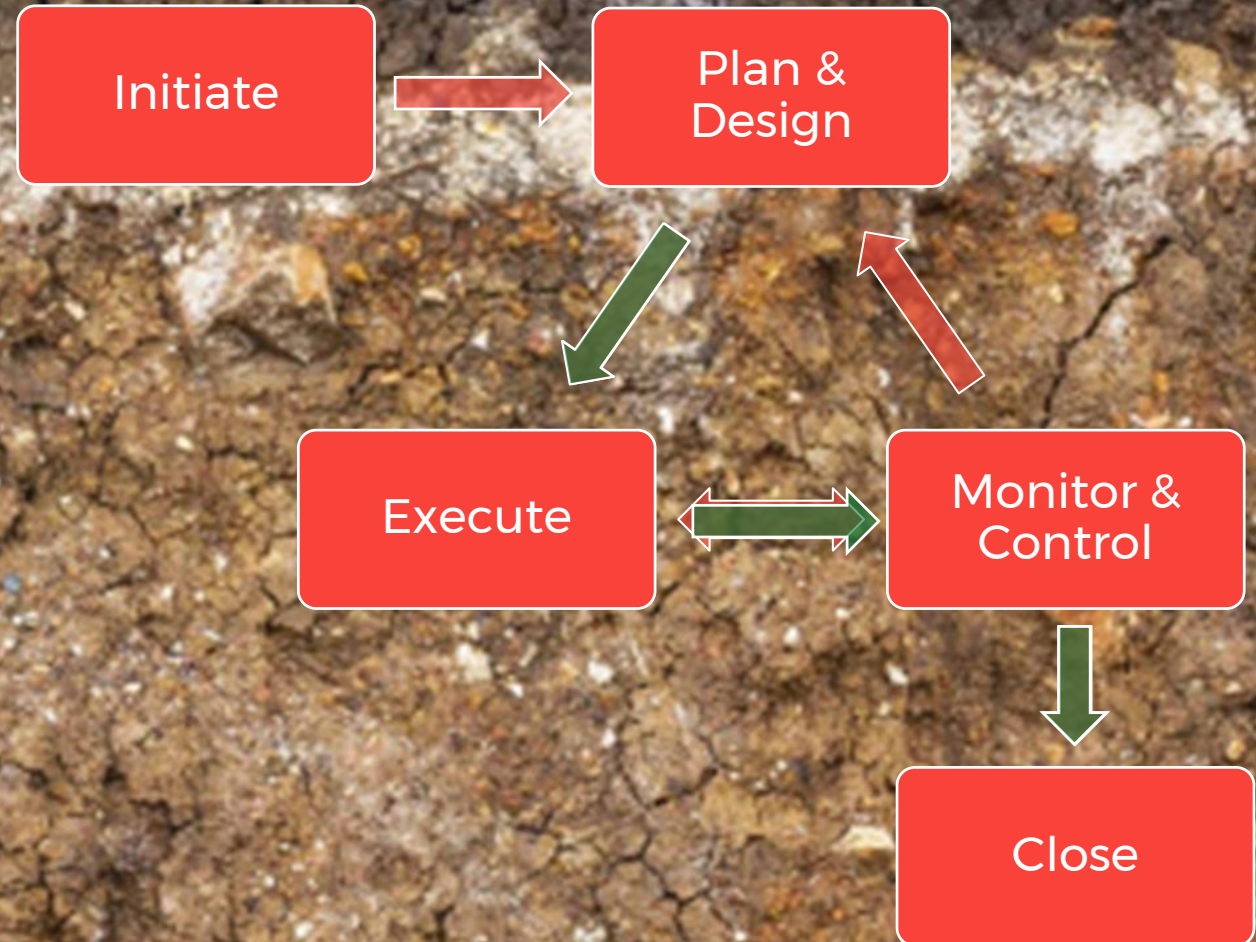 Initiate
Plan &
Design
Execute
Monitor &
Control
Close